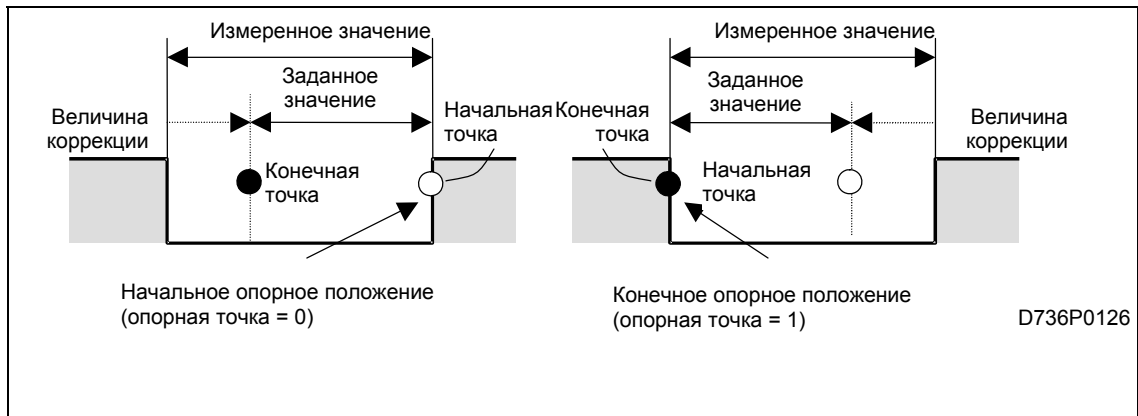 Измеренное значение
Заданное
значение
Величина
коррекции
Начальная
точка
Конечная
точка
Начальное опорное положение
(опорная точка = 0)
Измеренное значение
Заданное
значение
Конечная
точка
Величина
коррекции
Начальная
точка
Конечное опорное положение
(опорная точка = 1)
D736P0126